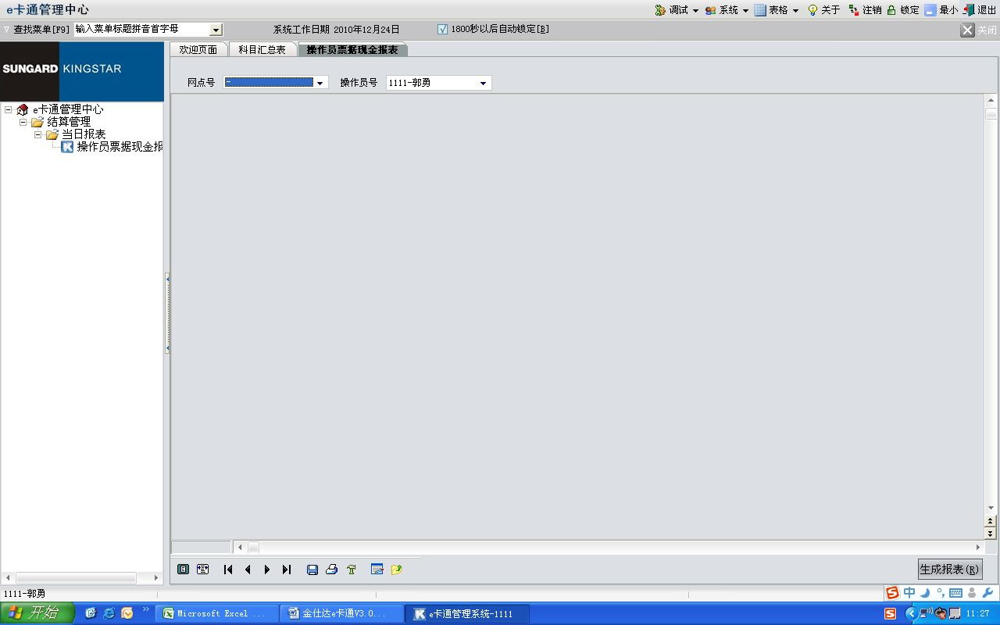 e卡通管理中心 调试 系统 表格 关于 注销 锁定 最小 退出
查找菜单[F9] 输入菜单标题拼音首字母 系统工作日期 2010年12月24日 1800秒以后自动锁定[B] 关闭
SUNGARD KINGSTAR
欢迎页面 科目汇总表 操作员票据现金报表
网点号 - 操作员号 1111-郭勇
e卡通管理中心
结算管理
当日报表
操作员票据现金报
生成报表(R)
1111-郭勇
中
开始 Microsoft Excel ... 金仕达e卡通V3.0... e卡通管理系统-1111 11:27